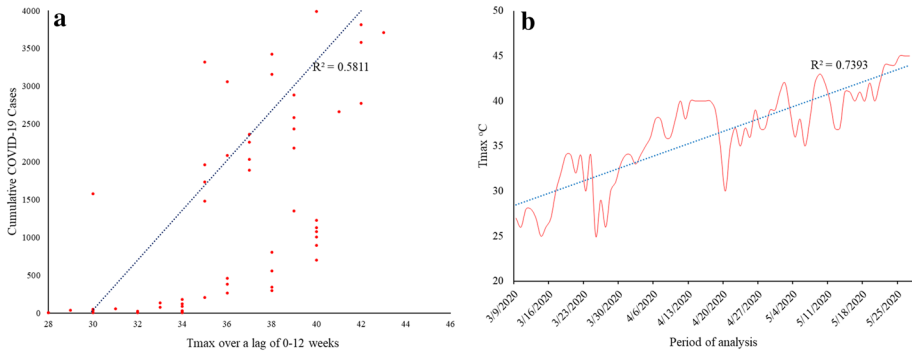 a
Cumulative COVID-19 Cases
4000
3500
3000
2500
2000
1500
1000
500
0
28 30 32 34 36 38 40 42 44 46
Tmax over a lag of 0-12 weeks
R² = 0.5811
b
Tmax °C
50
45
40
35
30
25
20
R² = 0.7393
3/9/2020 3/16/2020 3/23/2020 3/30/2020 4/6/2020 4/13/2020 4/20/2020 4/27/2020 5/4/2020 5/11/2020 5/18/2020 5/25/2020
Period of analysis